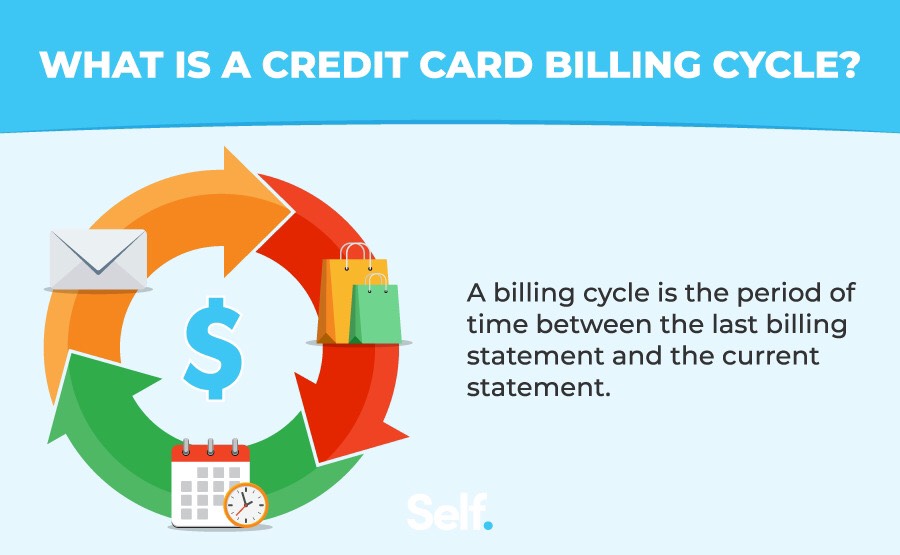 WHAT IS A CREDIT CARD BILLING CYCLE?
$
A billing cycle is the period of
time between the last billing
statement and the current
statement.
Self.